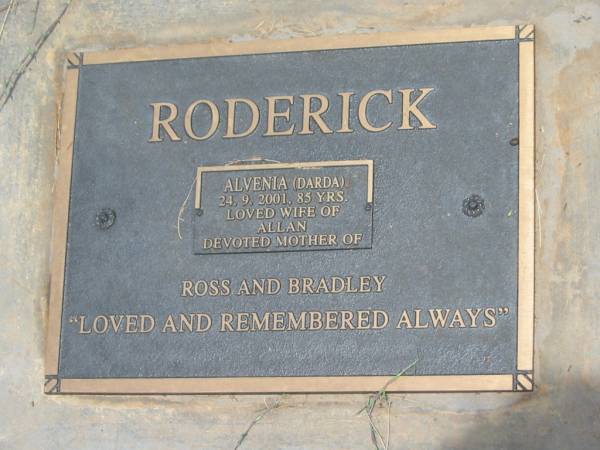 RODERICK
ALVENIA (DARDA)
24. 9. 2001, 85 YRS.
LOVED WIFE OF
ALLAN
DEVOTED MOTHER OF
ROSS AND BRADLEY
"LOVED AND REMEMBERED ALWAYS"